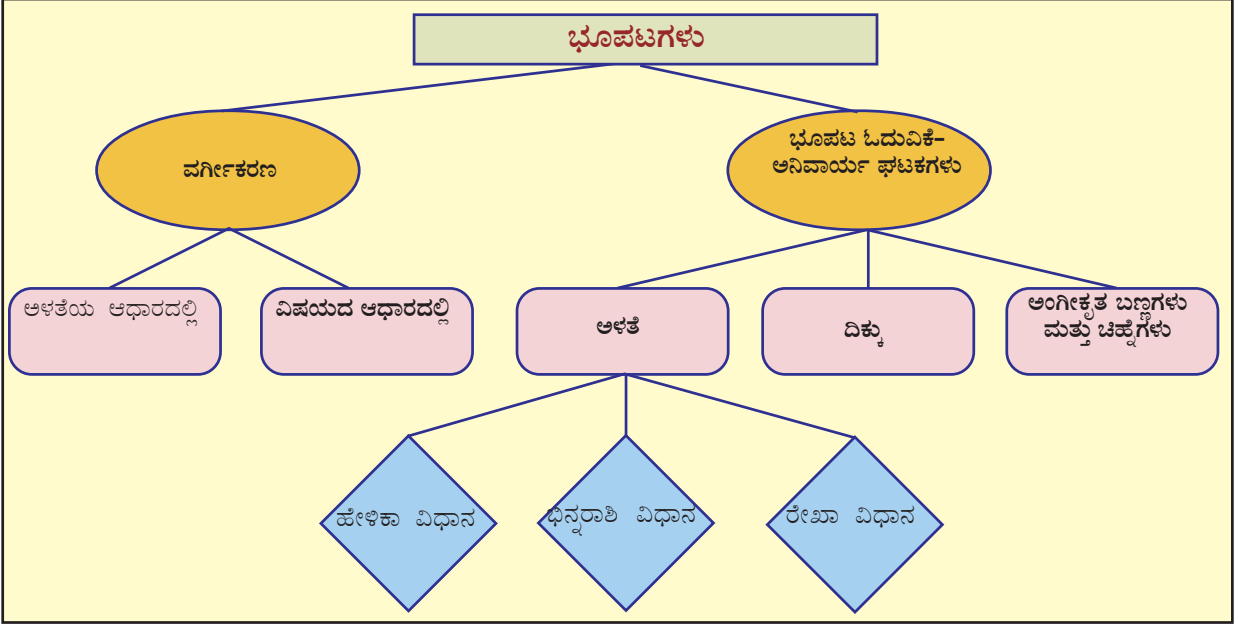 ಭೂಪಟಗಳು
ವರ್ಗೀಕರಣ
ಭೂಪಟ ಓದುವಿಕೆ–
ಅನಿವಾರ್ಯ ಘಟಕಗಳು
ಅಳತೆಯ ಆಧಾರದಲ್ಲಿ
ವಿಷಯದ ಆಧಾರದಲ್ಲಿ
ಅಳತೆ
ದಿಕ್ಕು
ಅಂಗೀಕೃತ ಬಣ್ಣಗಳು
ಮತ್ತು ಚಿಹ್ನೆಗಳು
ಹೇಳಿಕಾ ವಿಧಾನ
ಭಿನ್ನರಾಶಿ ವಿಧಾನ
ರೇಖಾ ವಿಧಾನ